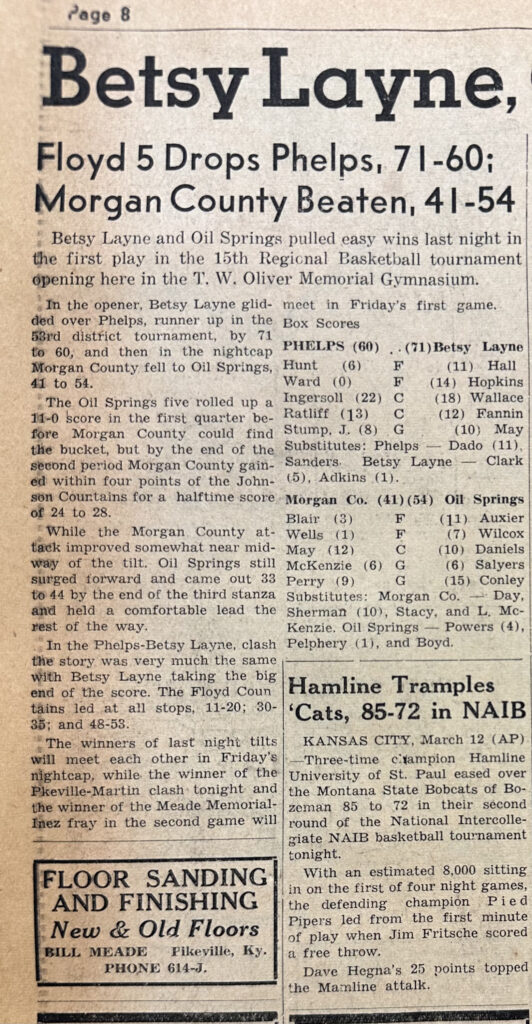 Page 8
Betsy Layne,
Floyd 5 Drops Phelps, 71-60;
Morgan County Beaten, 41-54
Betsy Layne and Oil Springs pulled easy wins last night in
the first play in the 15th Regional Basketball tournament
opening here in the T. W. Oliver Memorial Gymnasium.
In the opener, Betsy Layne glid-
ded over Phelps, runner up in the
53rd district tournament, by 71
to 60, and then in the nightcap
Morgan County fell to Oil Springs,
41 to 54.
The Oil Springs five rolled up a
11-0 score in the first quarter be-
fore Morgan County could find
the bucket, but by the end of the
second period Morgan County gain-
ed within four points of the John-
son Countains for a halftime score
of 24 to 28.
While the Morgan County at-
tack improved somewhat near mid-
way of the tilt. Oil Springs still
surged forward and came out 33
to 44 by the end of the third stanza
and held a comfortable lead the
rest of the way.
In the Phelps-Betsy Layne, clash
the story was very much the same
with Betsy Layne taking the big
end of the score. The Floyd Coun
tains led at all stops, 11-20; 30-
35; and 48-53.
The winners of last night tilts
will meet each other in Friday's
nightcap, while the winner of the
Pkeville-Martin clash tonight and
the winner of the Meade Memorial-
Inez fray in the second game will
meet in Friday's first game.
Box Scores
PHELPS (60) . . (71) Betsy Layne
Hunt (6) F (11) Hall
Ward (0) F (14) Hopkins
Ingersoll (22) C (18) Wallace
Ratliff (13) C (12) Fannin
Stump, J. (8) G (10) May
Substitutes: Phelps — Dado (11),
Sanders. Betsy Layne — Clark
(5), Adkins (1).
Morgan Co. (41) (54) Oil Springs
Blair (3) F (11) Auxier
Wells (1) F (7) Wilcox
May (12) C (10) Daniels
McKenzie (6) G (6) Salyers
Perry (9) G (15) Conley
Substitutes: Morgan Co. — Day,
Sherman (10), Stacy, and L. Mc-
Kenzie. Oil Springs — Powers (4),
Pelphery (1), and Boyd.
Hamline Tramples
'Cats, 85-72 in NAIB
KANSAS CITY, March 12 (AP)
—Three-time champion Hamline
University of St. Paul eased over
the Montana State Bobcats of Bo-
zeman 85 to 72 in their second
round of the National Intercolle-
giate NAIB basketball tournament
tonight.
With an estimated 8,000 sitting
in on the first of four night games,
the defending champion Pied
Pipers led from the first minute
of play when Jim Fritsche scored
a free throw.
Dave Hegna's 25 points topped
the Mamline attalk.
FLOOR SANDING
AND FINISHING
New & Old Floors
BILL MEADE Pikeville, Ky.
PHONE 614-J.